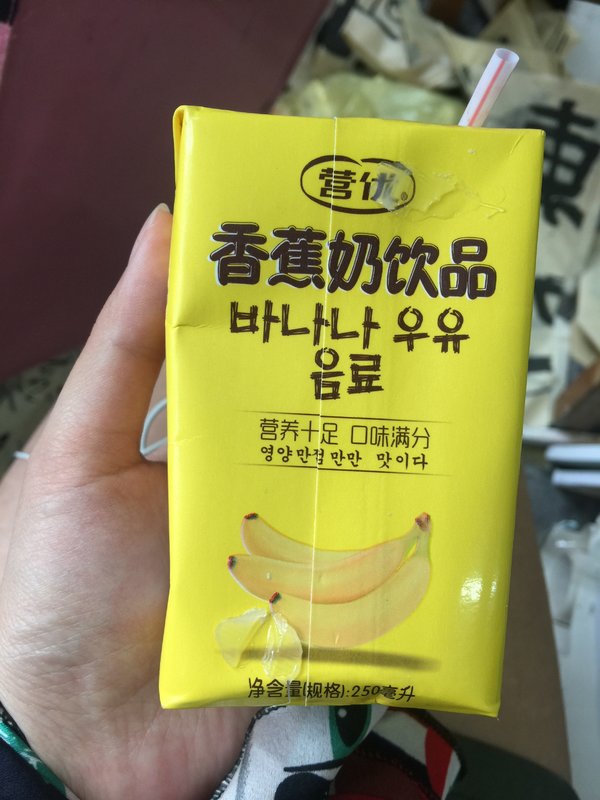 营优®
香蕉奶饮品
바나나 우유
음료
营养十足 口味满分
영양만점만만 맛이다
净含量(规格):250毫升